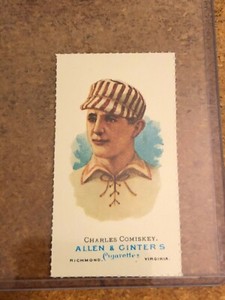 CHARLES COMISKEY.
ALLEN & GINTER'S
Cigarettes
RICHMOND, VIRGINIA.